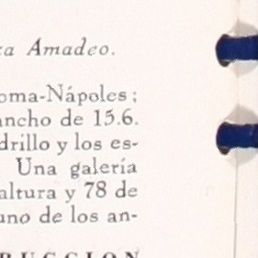 za Amadeo.
oma-Nápoles;
ancho de 15.6.
drillo y los es-
Una galería
altura y 78 de
uno de los an-
RUCCION